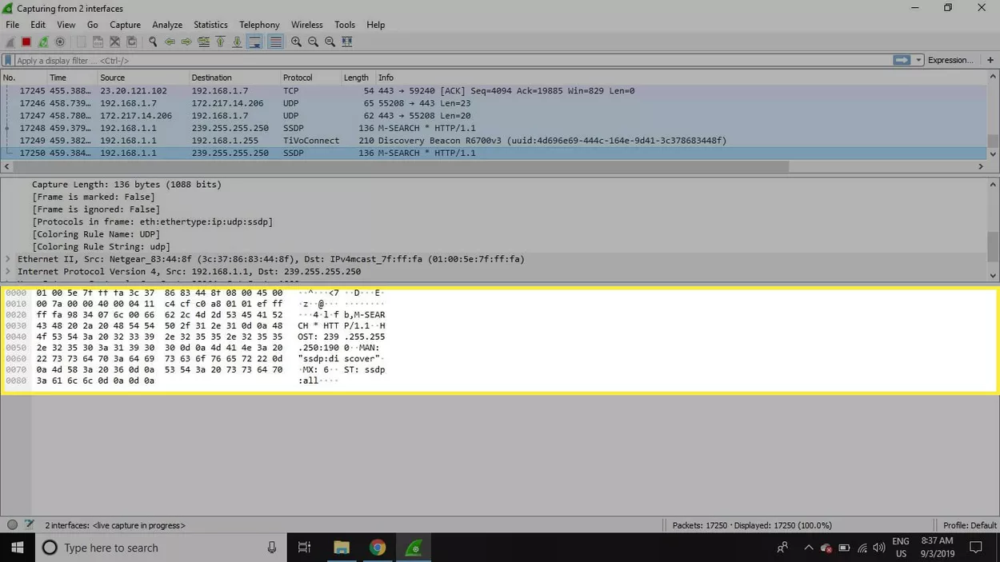 Capturing from 2 interfaces
File Edit View Go Capture Analyze Statistics Telephony Wireless Tools Help
Apply a display filter ... <Ctrl-/> Expression... +
No. Time Source Destination Protocol Length Info
17245 455.388… 23.20.121.102 192.168.1.7 TCP 54 443 → 59240 [ACK] Seq=4094 Ack=19885 Win=829 Len=0
17246 458.739… 192.168.1.7 172.217.14.206 UDP 65 55208 → 443 Len=23
17247 458.780… 172.217.14.206 192.168.1.7 UDP 62 443 → 55208 Len=20
17248 459.379… 192.168.1.1 239.255.255.250 SSDP 136 M-SEARCH * HTTP/1.1
17249 459.382… 192.168.1.1 192.168.1.255 TiVoConnect 210 Discovery Beacon R6700v3 (uuid:4d696e69-444c-164e-9d41-3c378683448f)
17250 459.384… 192.168.1.1 239.255.255.250 SSDP 136 M-SEARCH * HTTP/1.1
Capture Length: 136 bytes (1088 bits)
[Frame is marked: False]
[Frame is ignored: False]
[Protocols in frame: eth:ethertype:ip:udp:ssdp]
[Coloring Rule Name: UDP]
[Coloring Rule String: udp]
Ethernet II, Src: Netgear_83:44:8f (3c:37:86:83:44:8f), Dst: IPv4mcast_7f:ff:fa (01:00:5e:7f:ff:fa)
Internet Protocol Version 4, Src: 192.168.1.1, Dst: 239.255.255.250
0000 01 00 5e 7f ff fa 3c 37 86 83 44 8f 08 00 45 00 ··^···<7 ··D···E·
0010 00 7a 00 00 40 00 04 11 c4 cf c0 a8 01 01 ef ff ·z··@··· ········
0020 ff fa 98 34 07 6c 00 66 62 2c 4d 2d 53 45 41 52 ···4·l·f b,M-SEAR
0030 43 48 20 2a 20 48 54 54 50 2f 31 2e 31 0d 0a 48 CH * HTT P/1.1··H
0040 4f 53 54 3a 20 32 33 39 2e 32 35 35 2e 32 35 35 OST: 239 .255.255
0050 2e 32 35 30 3a 31 39 30 30 0d 0a 4d 41 4e 3a 20 .250:190 0··MAN:
0060 22 73 73 64 70 3a 64 69 73 63 6f 76 65 72 22 0d "ssdp:di scover"·
0070 0a 4d 58 3a 20 36 0d 0a 53 54 3a 20 73 73 64 70 ·MX: 6·· ST: ssdp
0080 3a 61 6c 6c 0d 0a 0d 0a :all····
2 interfaces: <live capture in progress> Packets: 17250 · Displayed: 17250 (100.0%) Profile: Default
Type here to search
ENG 8:37 AM
US 9/3/2019